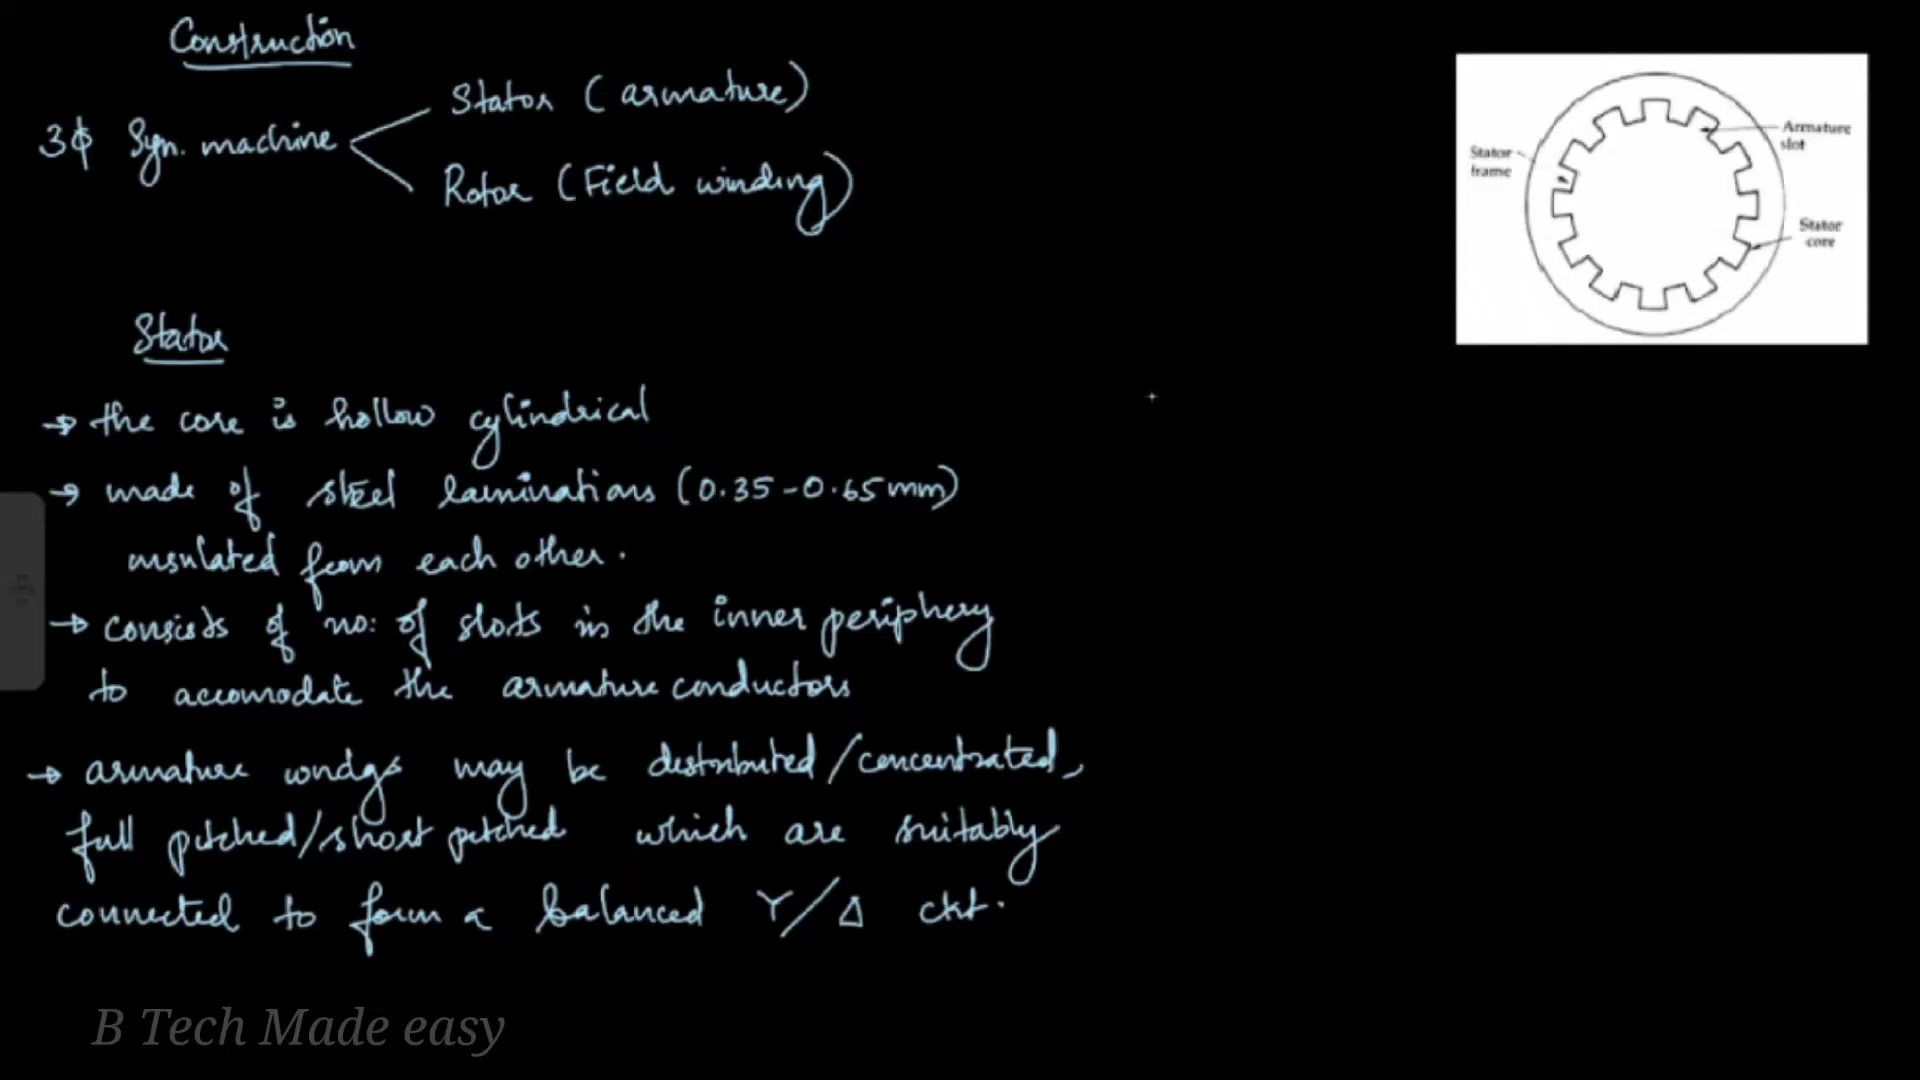 Construction
3ϕ Syn. machine
Stator (armature)
Rotor (Field winding)
Armature slot
Stator frame
Stator core
Stator
→ the core is hollow cylindrical
→ made of steel laminations (0.35-0.65mm)
insulated from each other.
→ consists of no: of slots in the inner periphery
to accomodate the armature conductors
→ armature wndgs may be distributed/concentrated,
full pitched/short pitched which are suitably
connected to form a balanced Y/Δ ckt.
B Tech Made easy